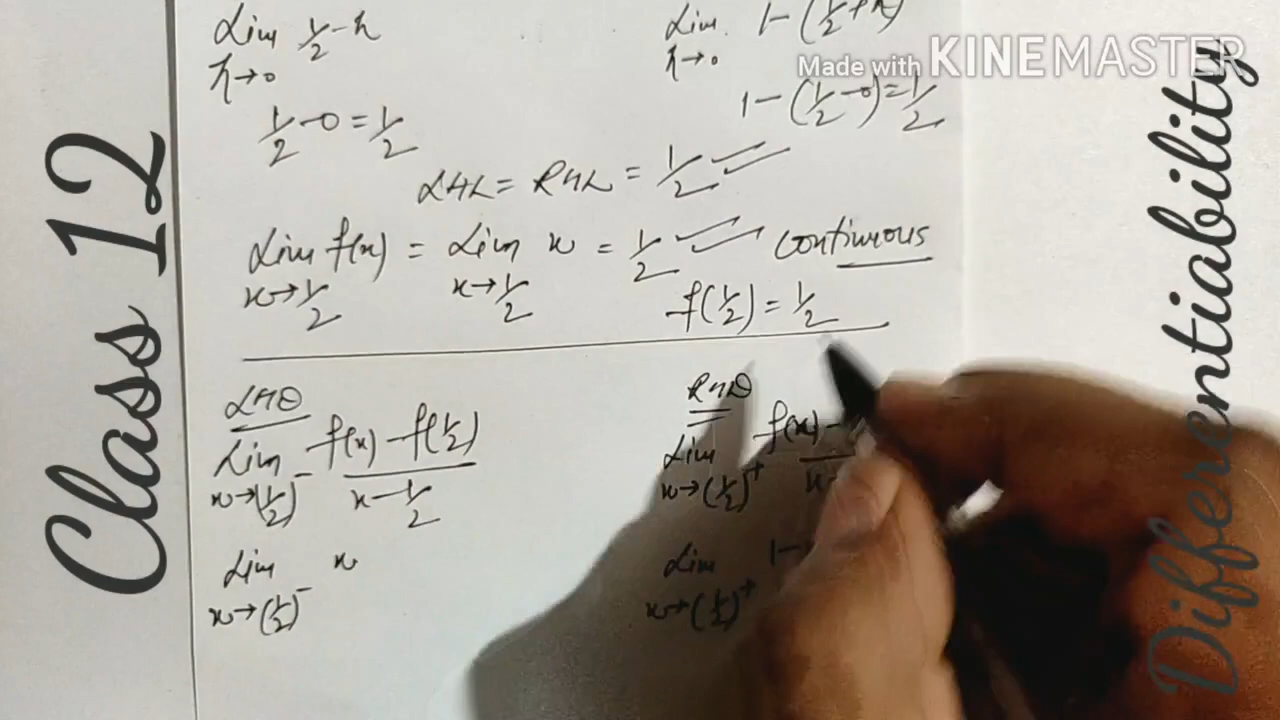 Class 12
Made with KINEMASTER
Differentiability
Lim 1/2 - h
h→0
1/2 - 0 = 1/2
Lim 1 - (1/2 + h)
h→0
1 - (1/2 - 0) = 1/2
LHL = RHL = 1/2
Lim f(x) = Lim x = 1/2 continuous
x→1/2 x→1/2 f(1/2) = 1/2
LHD
Lim f(x) - f(1/2)
x→(1/2)⁻ x - 1/2
Lim x
x→(1/2)⁻
RHD
Lim f(x) -
x→(1/2)⁺ x -
Lim 1 -
x→(1/2)⁺